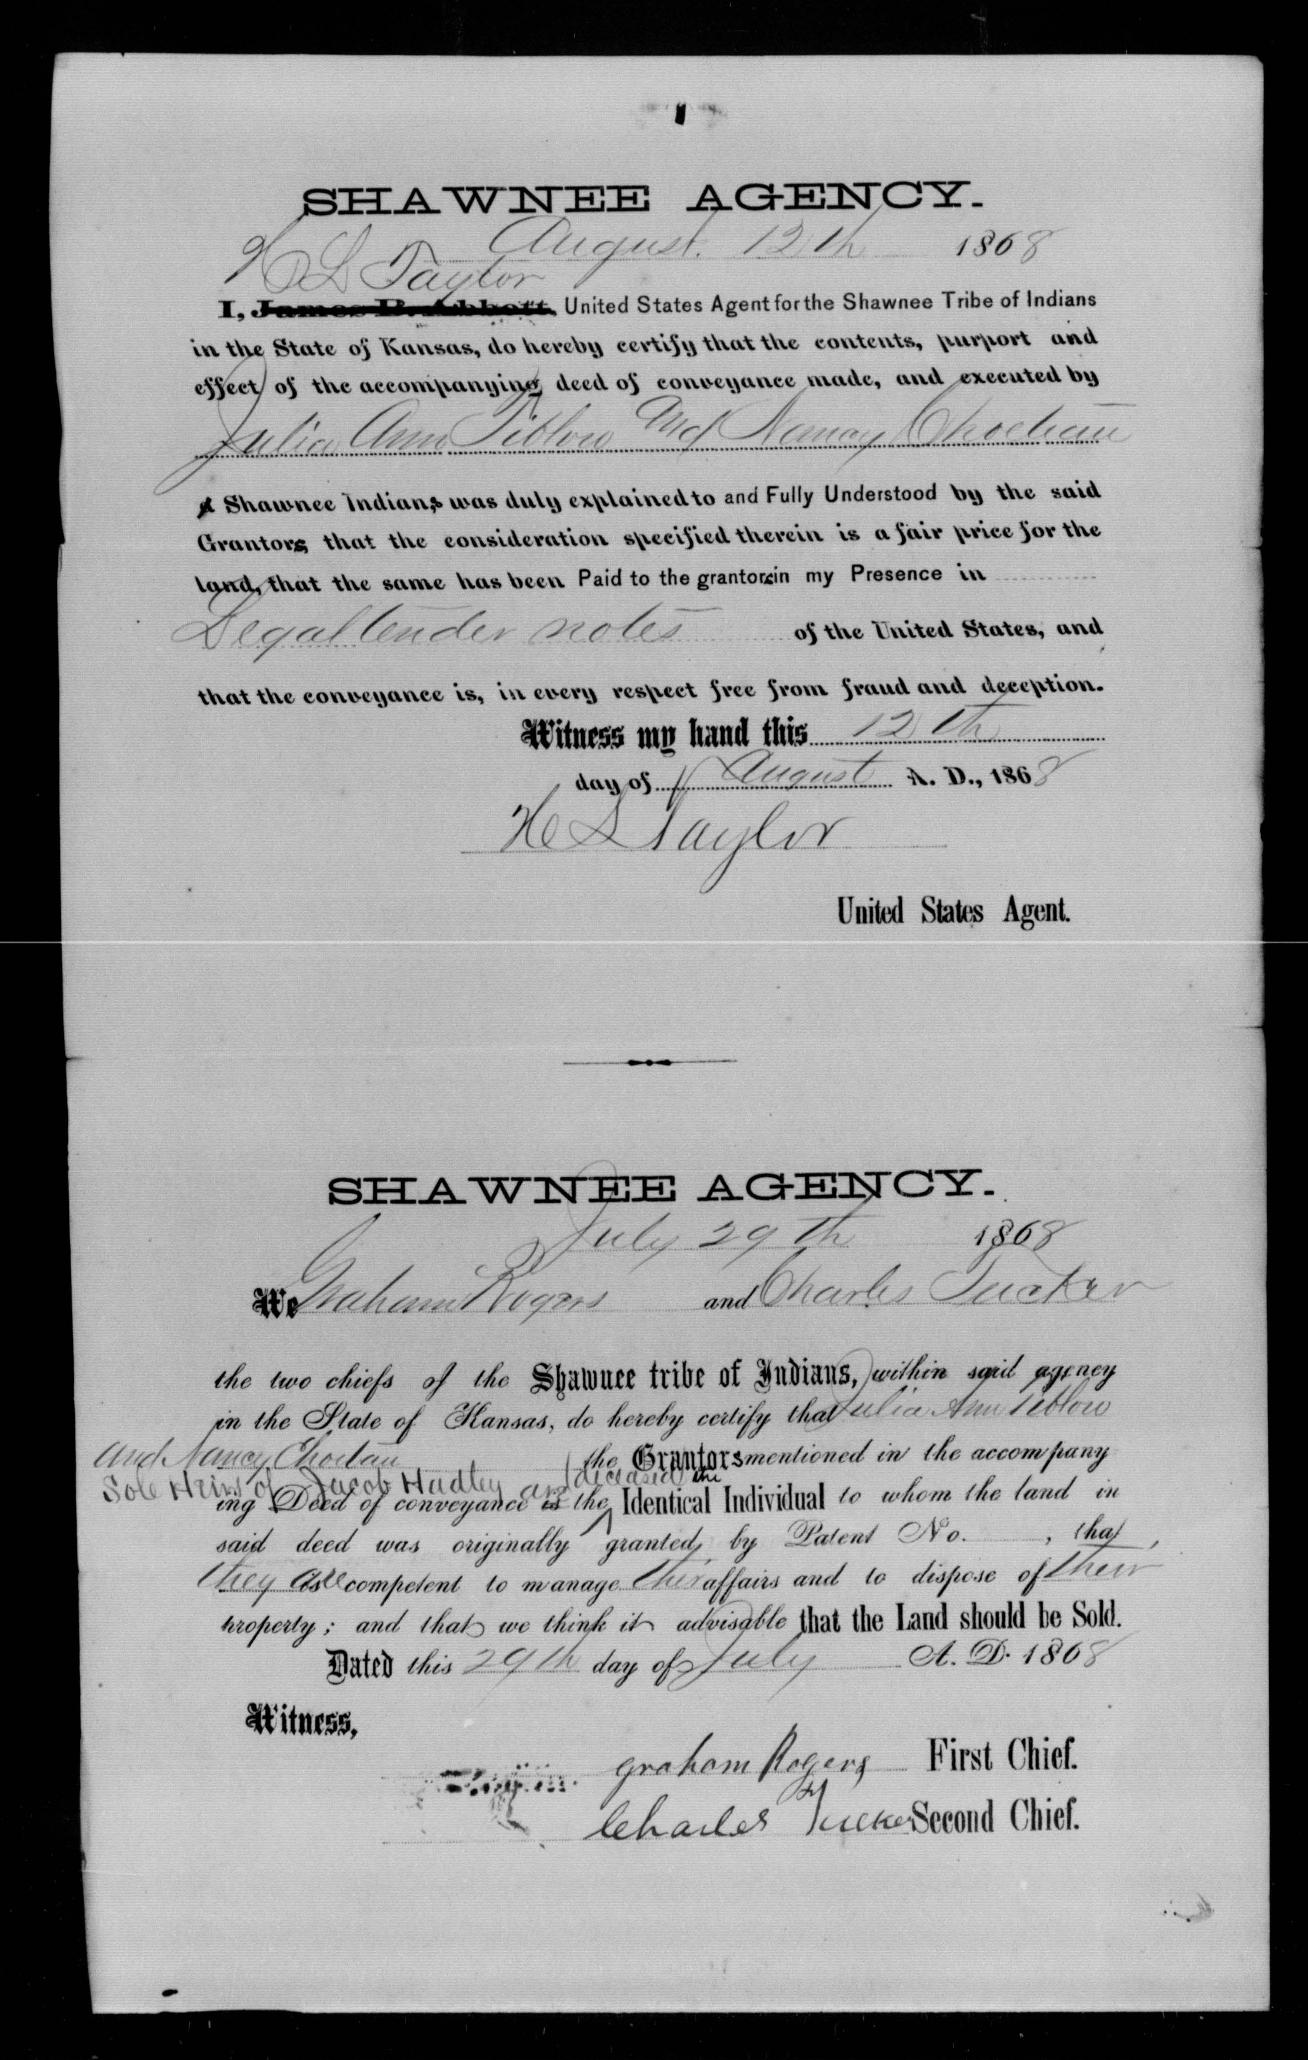 SHAWNEE AGENCY.
August. 12th 1868
H L Taylor
I, James B. Abbott, United States Agent for the Shawnee Tribe of Indians
in the State of Kansas, do hereby certify that the contents, purport and
effect of the accompanying deed of conveyance made, and executed by
Julia Ann Tiblow and Nancy Choctau
a Shawnee Indians was duly explained to and Fully Understood by the said
Grantors, that the consideration specified therein is a fair price for the
land, that the same has been Paid to the grantors in my Presence in
Legal tender notes of the United States, and
that the conveyance is, in every respect free from fraud and deception.
Witness my hand this 12th
day of August A. D., 1868
H L Taylor
United States Agent.
SHAWNEE AGENCY.
July 29th 1868
We Graham Rogers and Charles Tucker
the two chiefs of the Shawnee tribe of Indians, within said agency
in the State of Kansas, do hereby certify that Julia Ann Tiblow
and Nancy Choctau the Grantors mentioned in the accompany
Sole Heirs of Jacob Hadley deceased the
ing Deed of conveyance are the Identical Individual to whom the land in
said deed was originally granted, by Patent No. , that
they are competent to manage their affairs and to dispose of their
property; and that we think it advisable that the Land should be Sold.
Dated this 29th day of July A. D. 1868
Witness,
graham Rogers First Chief.
Charles Tucker Second Chief.